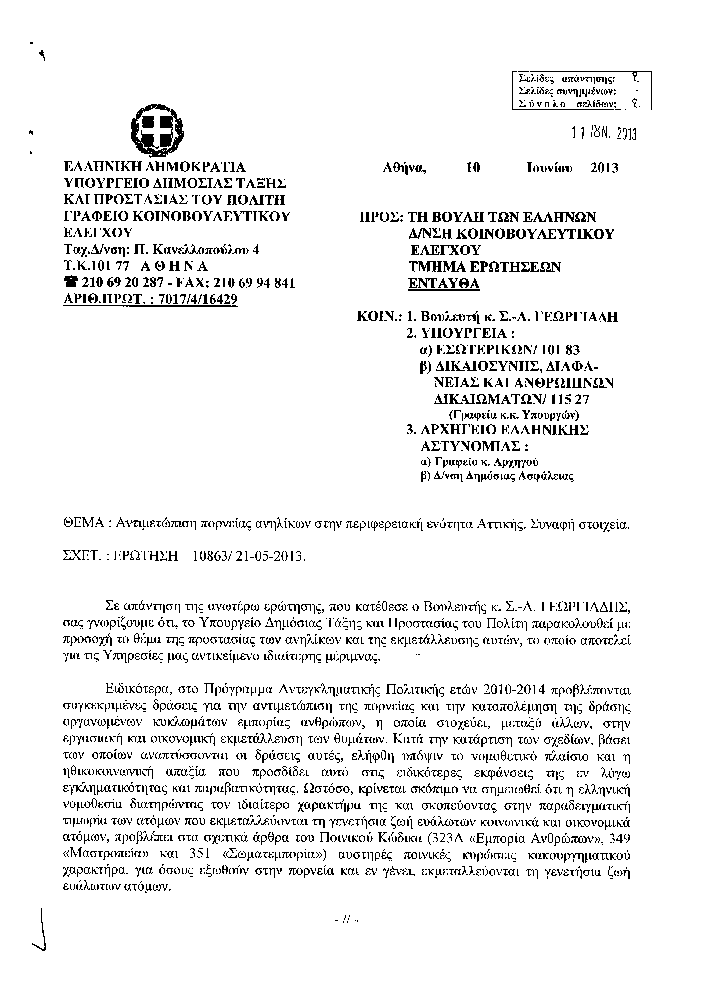 Σελίδες απάντησης: 2
Σελίδες συνημμένων: -
Σύνολο σελίδων: 2
11 ΙΟΥΝ. 2013
ΕΛΛΗΝΙΚΗ ΔΗΜΟΚΡΑΤΙΑ
ΥΠΟΥΡΓΕΙΟ ΔΗΜΟΣΙΑΣ ΤΑΞΗΣ
ΚΑΙ ΠΡΟΣΤΑΣΙΑΣ ΤΟΥ ΠΟΛΙΤΗ
ΓΡΑΦΕΙΟ ΚΟΙΝΟΒΟΥΛΕΥΤΙΚΟΥ
ΕΛΕΓΧΟΥ
Ταχ.Δ/νση: Π. Κανελλοπούλου 4
Τ.Κ.101 77 Α Θ Η Ν Α
☎ 210 69 20 287 - FAX: 210 69 94 841
ΑΡΙΘ.ΠΡΩΤ. : 7017/4/16429
Αθήνα, 10 Ιουνίου 2013
ΠΡΟΣ: ΤΗ ΒΟΥΛΗ ΤΩΝ ΕΛΛΗΝΩΝ
Δ/ΝΣΗ ΚΟΙΝΟΒΟΥΛΕΥΤΙΚΟΥ
ΕΛΕΓΧΟΥ
ΤΜΗΜΑ ΕΡΩΤΗΣΕΩΝ
ΕΝΤΑΥΘΑ
ΚΟΙΝ.: 1. Βουλευτή κ. Σ.-Α. ΓΕΩΡΓΙΑΔΗ
2. ΥΠΟΥΡΓΕΙΑ :
α) ΕΣΩΤΕΡΙΚΩΝ/ 101 83
β) ΔΙΚΑΙΟΣΥΝΗΣ, ΔΙΑΦΑ-
ΝΕΙΑΣ ΚΑΙ ΑΝΘΡΩΠΙΝΩΝ
ΔΙΚΑΙΩΜΑΤΩΝ/ 115 27
(Γραφεία κ.κ. Υπουργών)
3. ΑΡΧΗΓΕΙΟ ΕΛΛΗΝΙΚΗΣ
ΑΣΤΥΝΟΜΙΑΣ :
α) Γραφείο κ. Αρχηγού
β) Δ/νση Δημόσιας Ασφάλειας
ΘΕΜΑ : Αντιμετώπιση πορνείας ανηλίκων στην περιφερειακή ενότητα Αττικής. Συναφή στοιχεία.
ΣΧΕΤ. : ΕΡΩΤΗΣΗ 10863/ 21-05-2013.
Σε απάντηση της ανωτέρω ερώτησης, που κατέθεσε ο Βουλευτής κ. Σ.-Α. ΓΕΩΡΓΙΑΔΗΣ,
σας γνωρίζουμε ότι, το Υπουργείο Δημόσιας Τάξης και Προστασίας του Πολίτη παρακολουθεί με
προσοχή το θέμα της προστασίας των ανηλίκων και της εκμετάλλευσης αυτών, το οποίο αποτελεί
για τις Υπηρεσίες μας αντικείμενο ιδιαίτερης μέριμνας.
Ειδικότερα, στο Πρόγραμμα Αντεγκληματικής Πολιτικής ετών 2010-2014 προβλέπονται
συγκεκριμένες δράσεις για την αντιμετώπιση της πορνείας και την καταπολέμηση της δράσης
οργανωμένων κυκλωμάτων εμπορίας ανθρώπων, η οποία στοχεύει, μεταξύ άλλων, στην
εργασιακή και οικονομική εκμετάλλευση των θυμάτων. Κατά την κατάρτιση των σχεδίων, βάσει
των οποίων αναπτύσσονται οι δράσεις αυτές, ελήφθη υπόψιν το νομοθετικό πλαίσιο και η
ηθικοκοινωνική απαξία που προσδίδει αυτό στις ειδικότερες εκφάνσεις της εν λόγω
εγκληματικότητας και παραβατικότητας. Ωστόσο, κρίνεται σκόπιμο να σημειωθεί ότι η ελληνική
νομοθεσία διατηρώντας τον ιδιαίτερο χαρακτήρα της και σκοπεύοντας στην παραδειγματική
τιμωρία των ατόμων που εκμεταλλεύονται τη γενετήσια ζωή ευάλωτων κοινωνικά και οικονομικά
ατόμων, προβλέπει στα σχετικά άρθρα του Ποινικού Κώδικα (323Α «Εμπορία Ανθρώπων», 349
«Μαστροπεία» και 351 «Σωματεμπορία») αυστηρές ποινικές κυρώσεις κακουργηματικού
χαρακτήρα, για όσους εξωθούν στην πορνεία και εν γένει, εκμεταλλεύονται τη γενετήσια ζωή
ευάλωτων ατόμων.
- // -